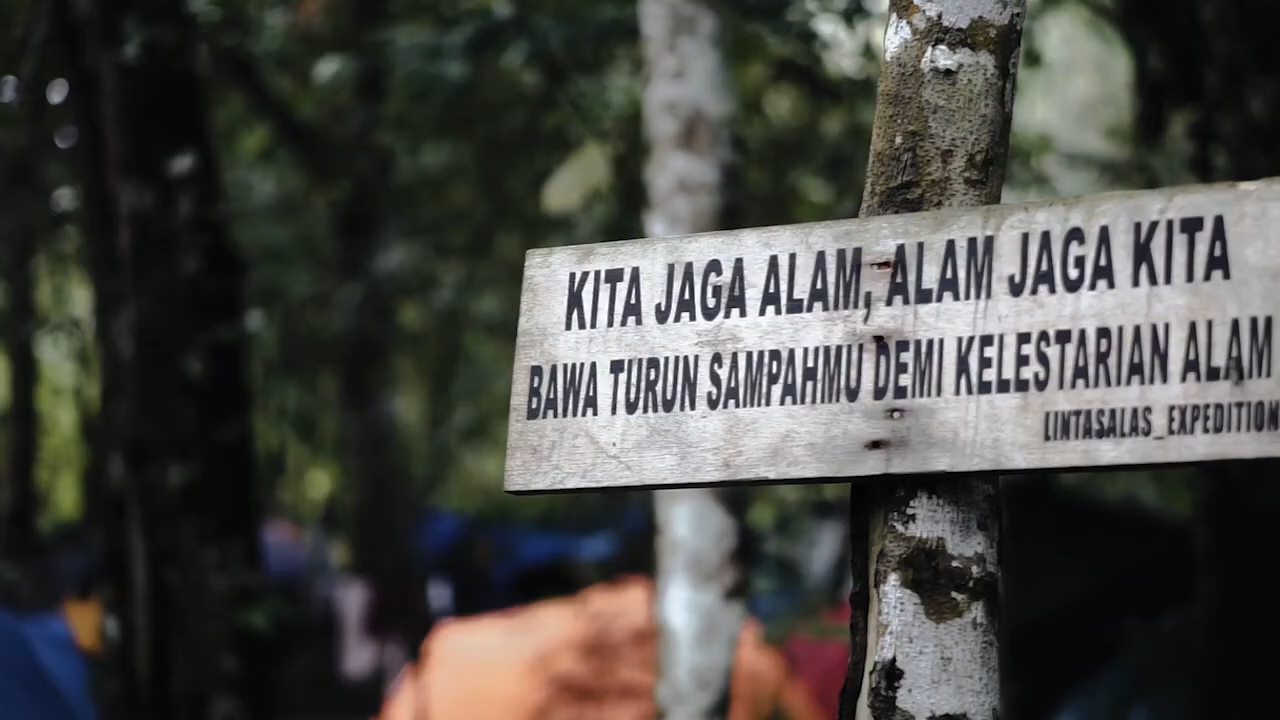 KITA JAGA ALAM, ALAM JAGA KITA
BAWA TURUN SAMPAHMU DEMI KELESTARIAN ALAM
LINTASALAS_EXPEDITION